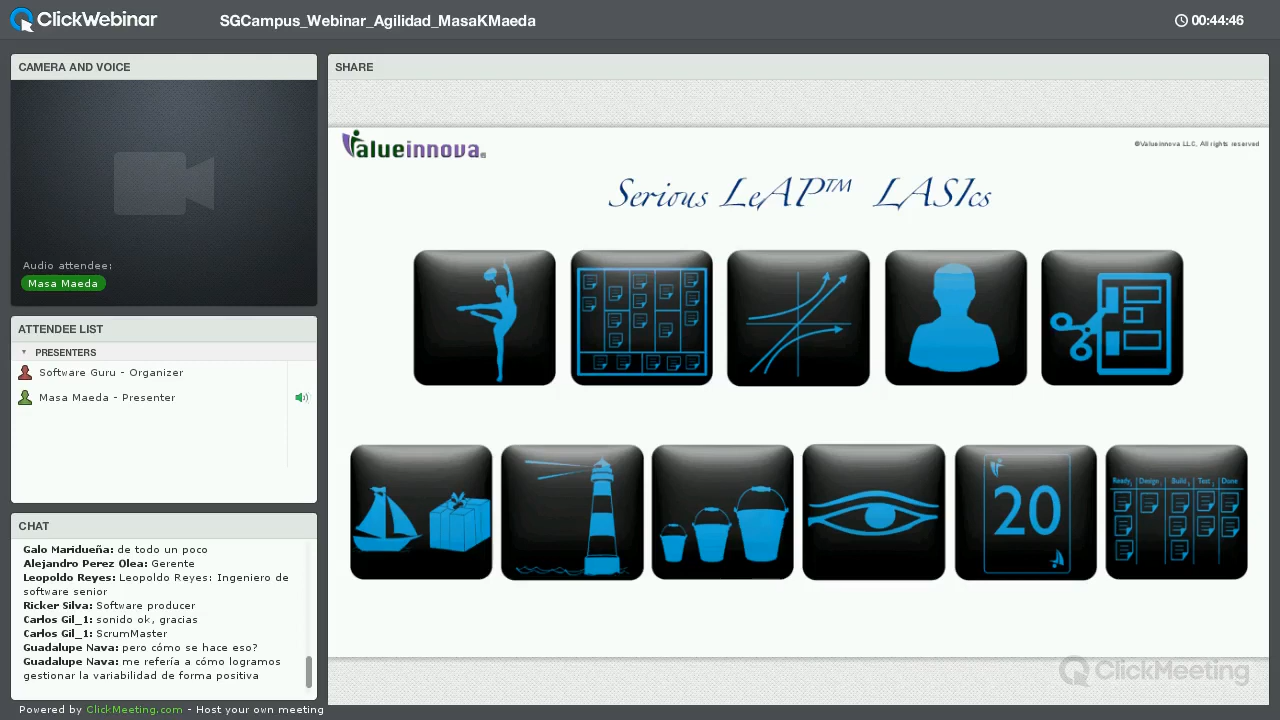 ClickWebinar
SGCampus_Webinar_Agilidad_MasaKMaeda
00:44:46
CAMERA AND VOICE
Audio attendee:
Masa Maeda
ATTENDEE LIST
PRESENTERS
Software Guru - Organizer
Masa Maeda - Presenter
CHAT
Galo Maridueña: de todo un poco
Alejandro Perez Olea: Gerente
Leopoldo Reyes: Leopoldo Reyes: Ingeniero de
software senior
Ricker Silva: Software producer
Carlos Gil_1: sonido ok, gracias
Carlos Gil_1: ScrumMaster
Guadalupe Nava: pero cómo se hace eso?
Guadalupe Nava: me refería a cómo logramos
gestionar la variabilidad de forma positiva
Powered by ClickMeeting.com - Host your own meeting
SHARE
Valueinnova
©Valueinnova LLC, All rights reserved
Serious LeAP™ LASIcs
20
Ready Design Build Test Done
ClickMeeting